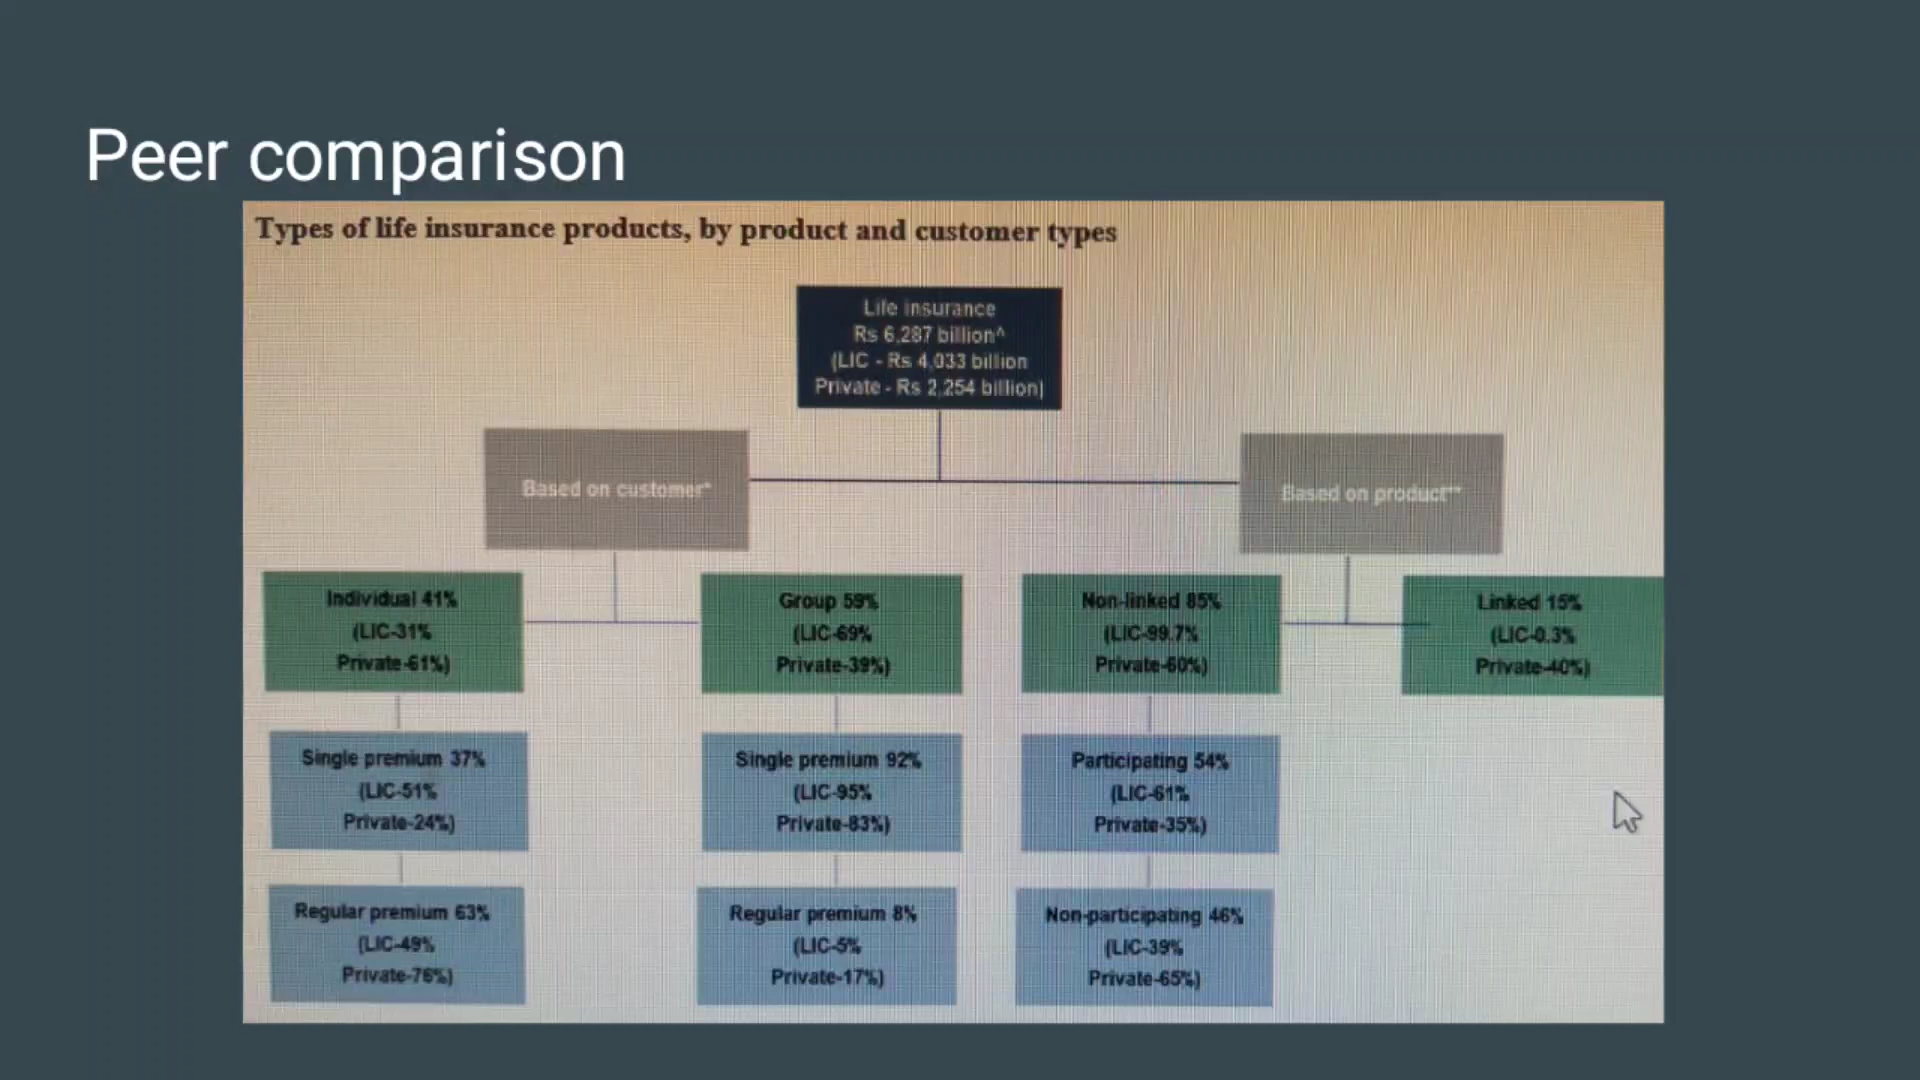 Peer comparison
Types of life insurance products, by product and customer types
Life insurance
Rs 6,287 billion^
(LIC - Rs 4,033 billion
Private - Rs 2,254 billion)
Based on customer*
Based on product**
Individual 41%
(LIC-31%
Private-61%)
Group 59%
(LIC-69%
Private-39%)
Non-linked 85%
(LIC-99.7%
Private-60%)
Linked 15%
(LIC-0.3%
Private-40%)
Single premium 37%
(LIC-51%
Private-24%)
Single premium 92%
(LIC-95%
Private-83%)
Participating 54%
(LIC-61%
Private-35%)
Regular premium 63%
(LIC-49%
Private-76%)
Regular premium 8%
(LIC-5%
Private-17%)
Non-participating 46%
(LIC-39%
Private-65%)